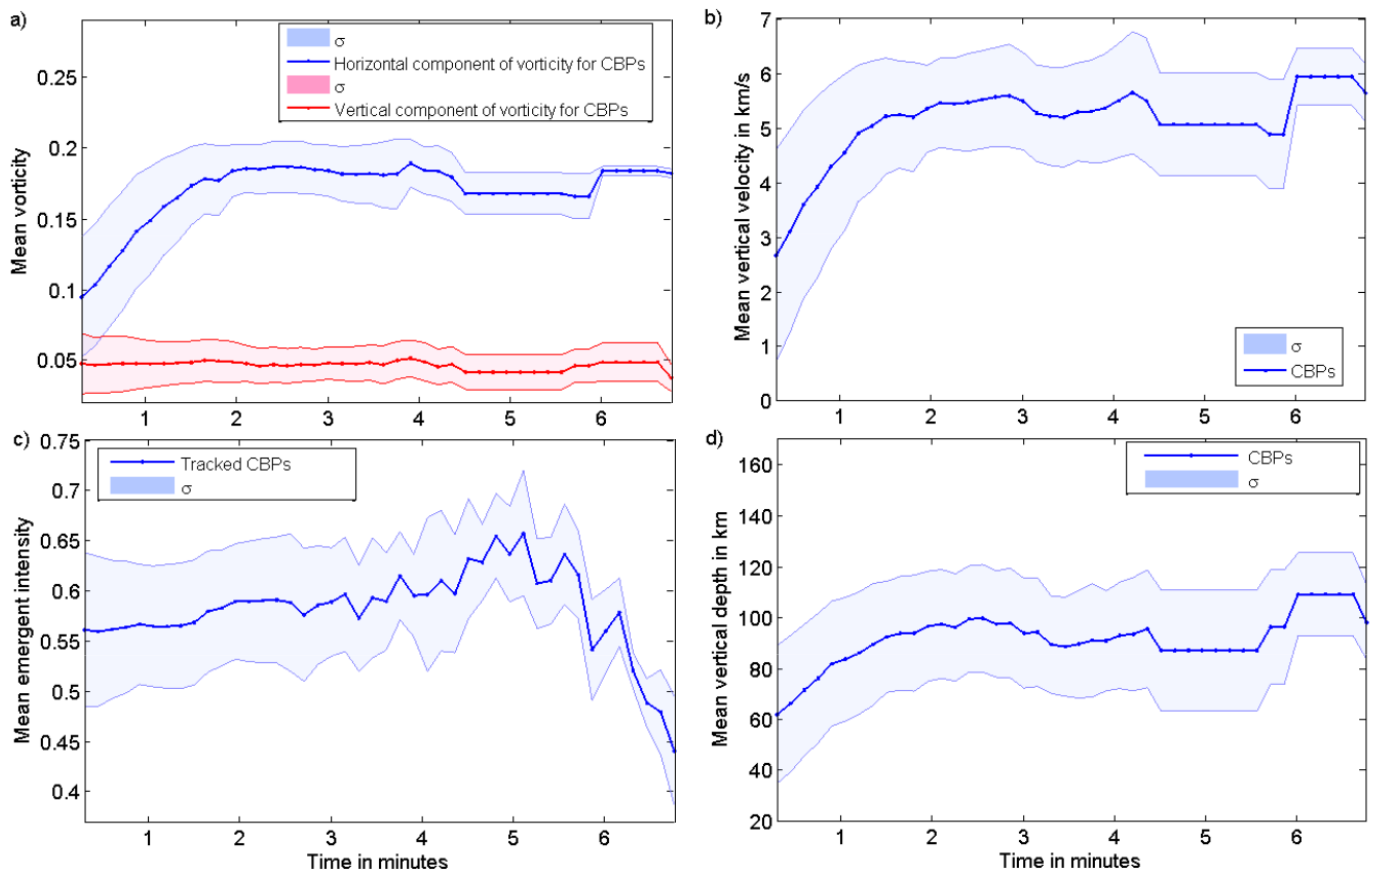 a)
σ
Horizontal component of vorticity for CBPs
σ
Vertical component of vorticity for CBPs
Mean vorticity
0.25
0.2
0.15
0.1
0.05
1 2 3 4 5 6
b)
Mean vertical velocity in km/s
7
6
5
4
3
2
1
0
σ
CBPs
1 2 3 4 5 6
c)
Tracked CBPs
σ
Mean emergent intensity
0.75
0.7
0.65
0.6
0.55
0.5
0.45
0.4
1 2 3 4 5 6
Time in minutes
d)
CBPs
σ
Mean vertical depth in km
160
140
120
100
80
60
40
20
1 2 3 4 5 6
Time in minutes